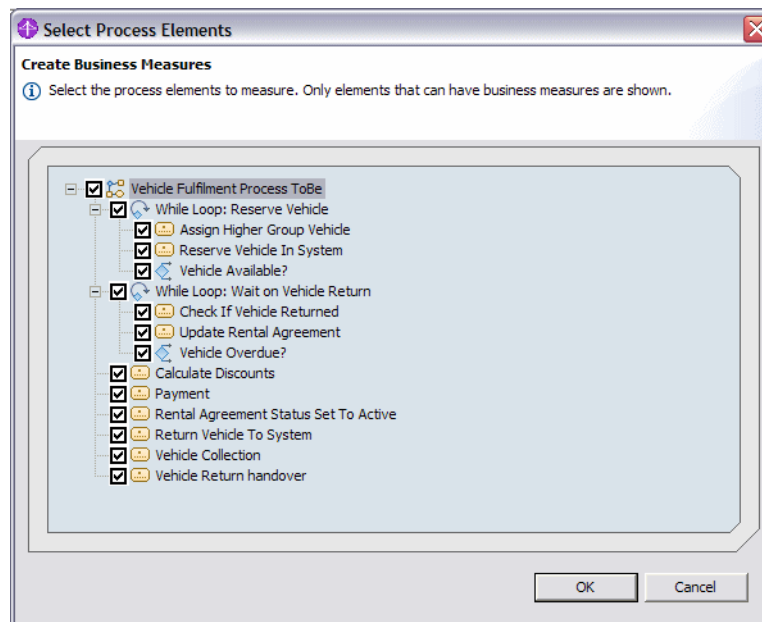 Select Process Elements
Create Business Measures
Select the process elements to measure. Only elements that can have business measures are shown.
Vehicle Fulfilment Process ToBe
While Loop: Reserve Vehicle
Assign Higher Group Vehicle
Reserve Vehicle In System
Vehicle Available?
While Loop: Wait on Vehicle Return
Check If Vehicle Returned
Update Rental Agreement
Vehicle Overdue?
Calculate Discounts
Payment
Rental Agreement Status Set To Active
Return Vehicle To System
Vehicle Collection
Vehicle Return handover
OK Cancel